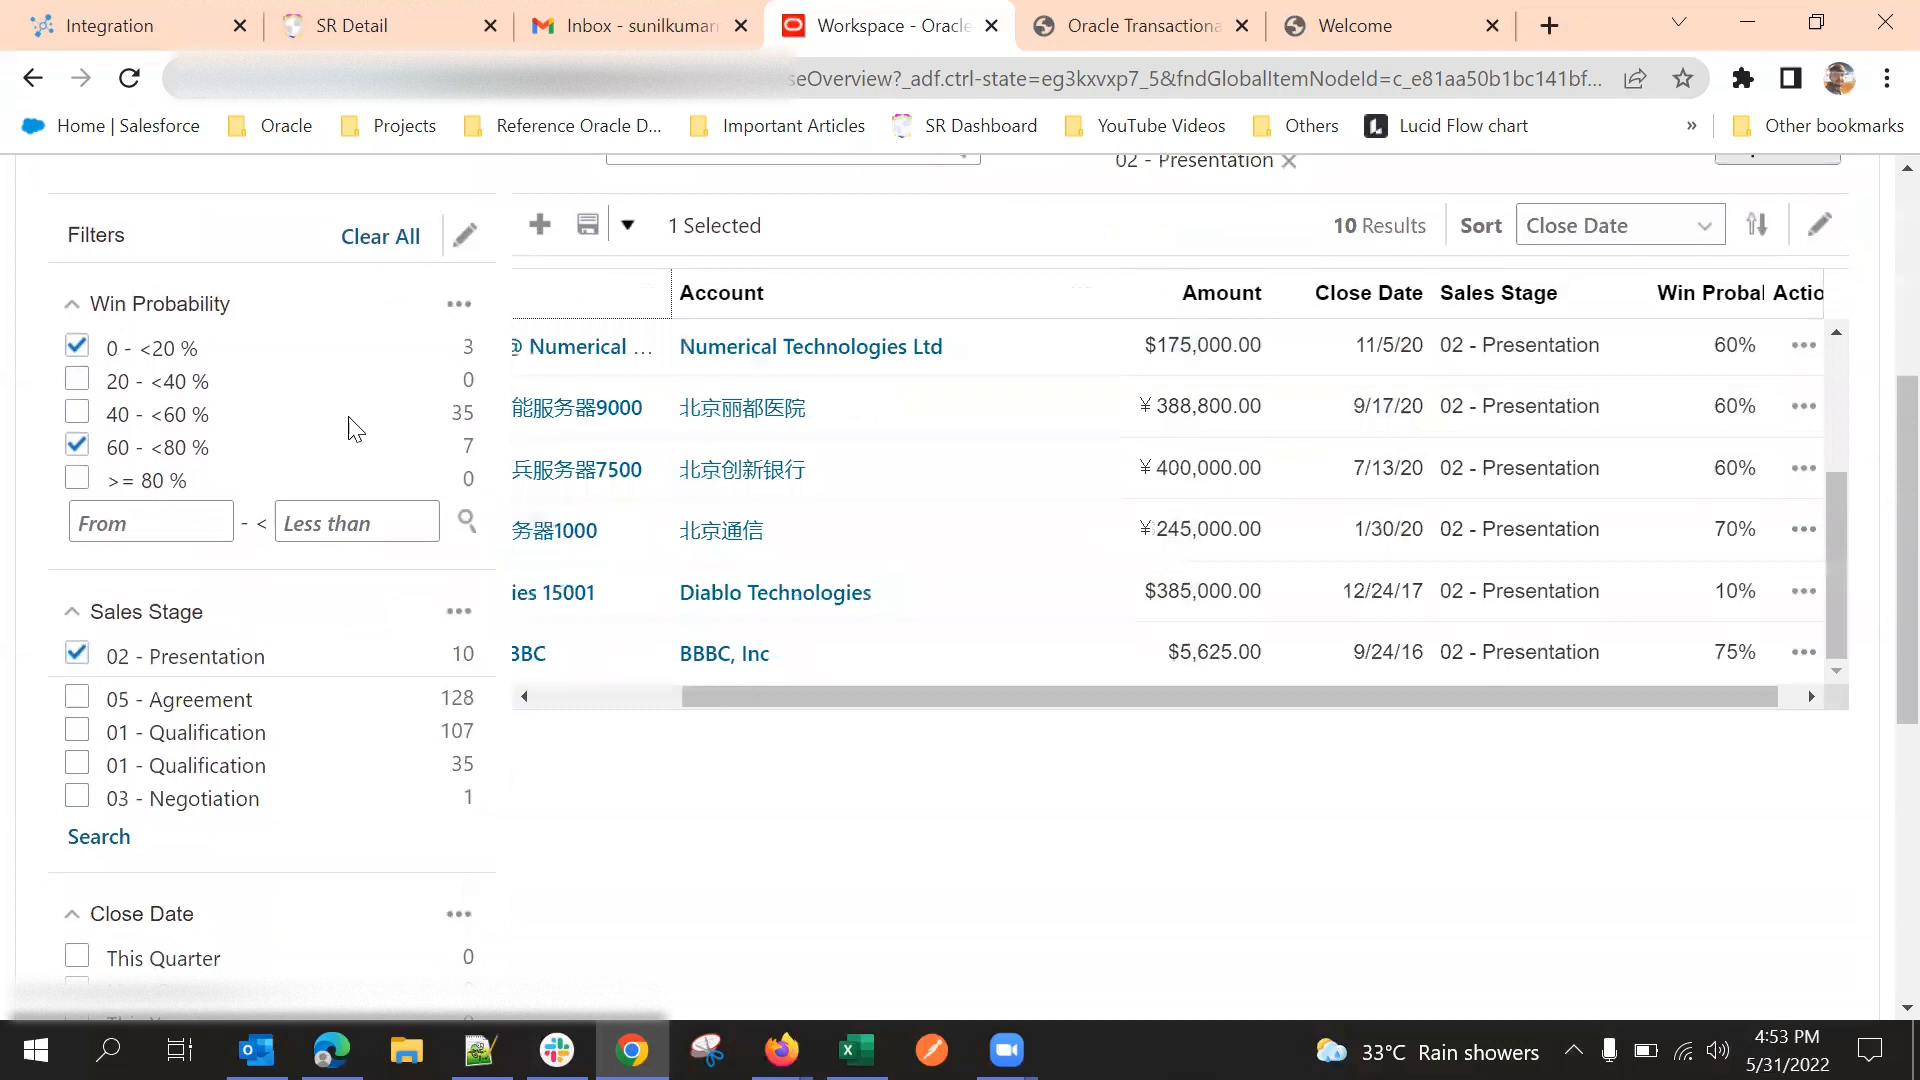 Integration
SR Detail
Inbox - sunilkumar
Workspace - Oracle
Oracle Transactiona
Welcome
seOverview?_adf.ctrl-state=eg3kxvxp7_5&fndGlobalItemNodeId=c_e81aa50b1bc141bf...
Home | Salesforce
Oracle
Projects
Reference Oracle D...
Important Articles
SR Dashboard
YouTube Videos
Others
Lucid Flow chart
»
Other bookmarks
02 - Presentation
Filters
Clear All
1 Selected
10 Results
Sort
Close Date
Win Probability
0 - <20 % 3
20 - <40 % 0
40 - <60 % 35
60 - <80 % 7
>= 80 % 0
From - < Less than
Sales Stage
02 - Presentation 10
05 - Agreement 128
01 - Qualification 107
01 - Qualification 35
03 - Negotiation 1
Search
Close Date
This Quarter 0
Account Amount Close Date Sales Stage Win Probal Actio
@ Numerical ... Numerical Technologies Ltd $175,000.00 11/5/20 02 - Presentation 60%
能服务器9000 北京丽都医院 ￥388,800.00 9/17/20 02 - Presentation 60%
兵服务器7500 北京创新银行 ￥400,000.00 7/13/20 02 - Presentation 60%
务器1000 北京通信 ￥245,000.00 1/30/20 02 - Presentation 70%
ies 15001 Diablo Technologies $385,000.00 12/24/17 02 - Presentation 10%
BBC BBBC, Inc $5,625.00 9/24/16 02 - Presentation 75%
33°C Rain showers
4:53 PM
5/31/2022